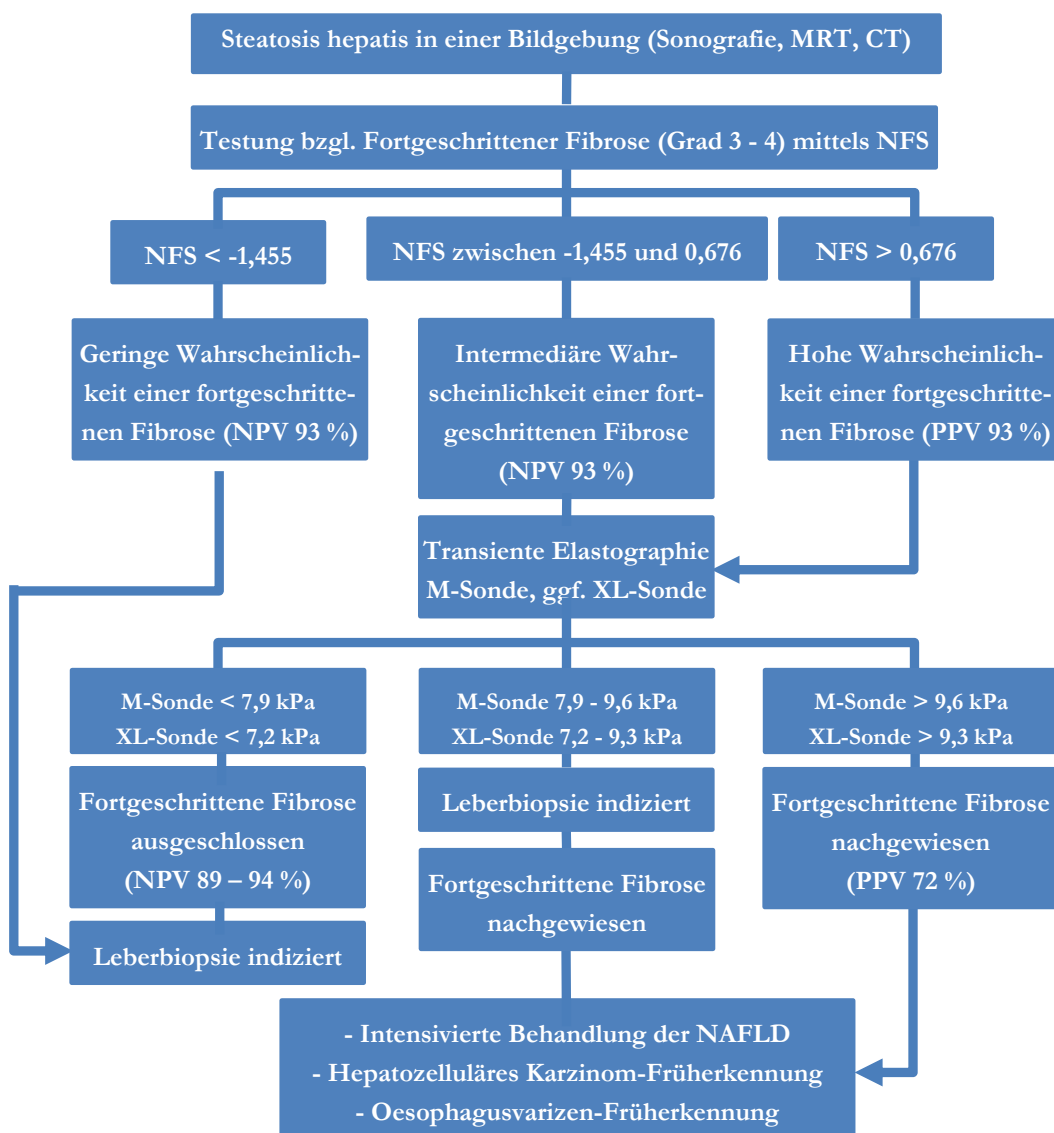 Steatosis hepatis in einer Bildgebung (Sonografie, MRT, CT)
Testung bzgl. Fortgeschrittener Fibrose (Grad 3 - 4) mittels NFS
NFS < -1,455
NFS zwischen -1,455 und 0,676
NFS > 0,676
Geringe Wahrscheinlich-
keit einer fortgeschritte-
nen Fibrose (NPV 93 %)
Intermediäre Wahr-
scheinlichkeit einer fort-
geschrittenen Fibrose
(NPV 93 %)
Hohe Wahrscheinlich-
keit einer fortgeschritte-
nen Fibrose (PPV 93 %)
Transiente Elastographie
M-Sonde, ggf. XL-Sonde
M-Sonde < 7,9 kPa
XL-Sonde < 7,2 kPa
M-Sonde 7,9 - 9,6 kPa
XL-Sonde 7,2 - 9,3 kPa
M-Sonde > 9,6 kPa
XL-Sonde > 9,3 kPa
Fortgeschrittene Fibrose
ausgeschlossen
(NPV 89 – 94 %)
Leberbiopsie indiziert
Fortgeschrittene Fibrose
nachgewiesen
(PPV 72 %)
Fortgeschrittene Fibrose
nachgewiesen
Leberbiopsie indiziert
- Intensivierte Behandlung der NAFLD
- Hepatozelluläres Karzinom-Früherkennung
- Oesophagusvarizen-Früherkennung